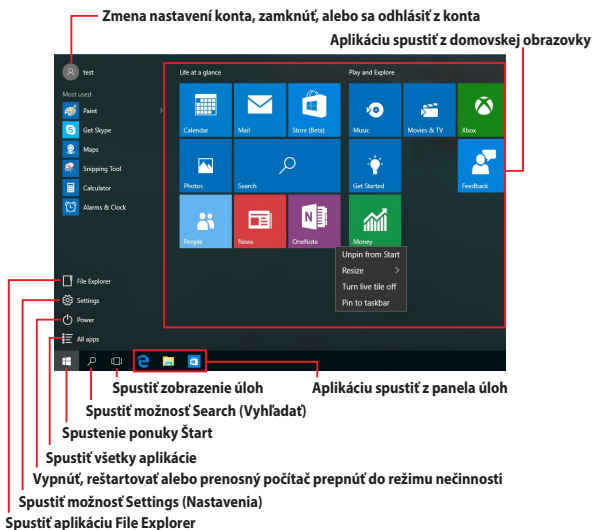 Zmena nastavení konta, zamknúť, alebo sa odhlásiť z konta
Aplikáciu spustiť z domovskej obrazovky
test
Most used
Paint
Get Skype
Maps
Snipping Tool
Calculator
Alarms & Clock
File Explorer
Settings
Power
All apps
Life at a glance
Play and Explore
Calendar
Mail
Store (Beta)
Music
Movies & TV
Xbox
Photos
Search
Get Started
Feedback
People
News
OneNote
Money
Unpin from Start
Resize
Turn live tile off
Pin to taskbar
Spustiť zobrazenie úloh
Aplikáciu spustiť z panela úloh
Spustiť možnosť Search (Vyhľadať)
Spustenie ponuky Štart
Spustiť všetky aplikácie
Vypnúť, reštartovať alebo prenosný počítač prepnúť do režimu nečinnosti
Spustiť možnosť Settings (Nastavenia)
Spustiť aplikáciu File Explorer